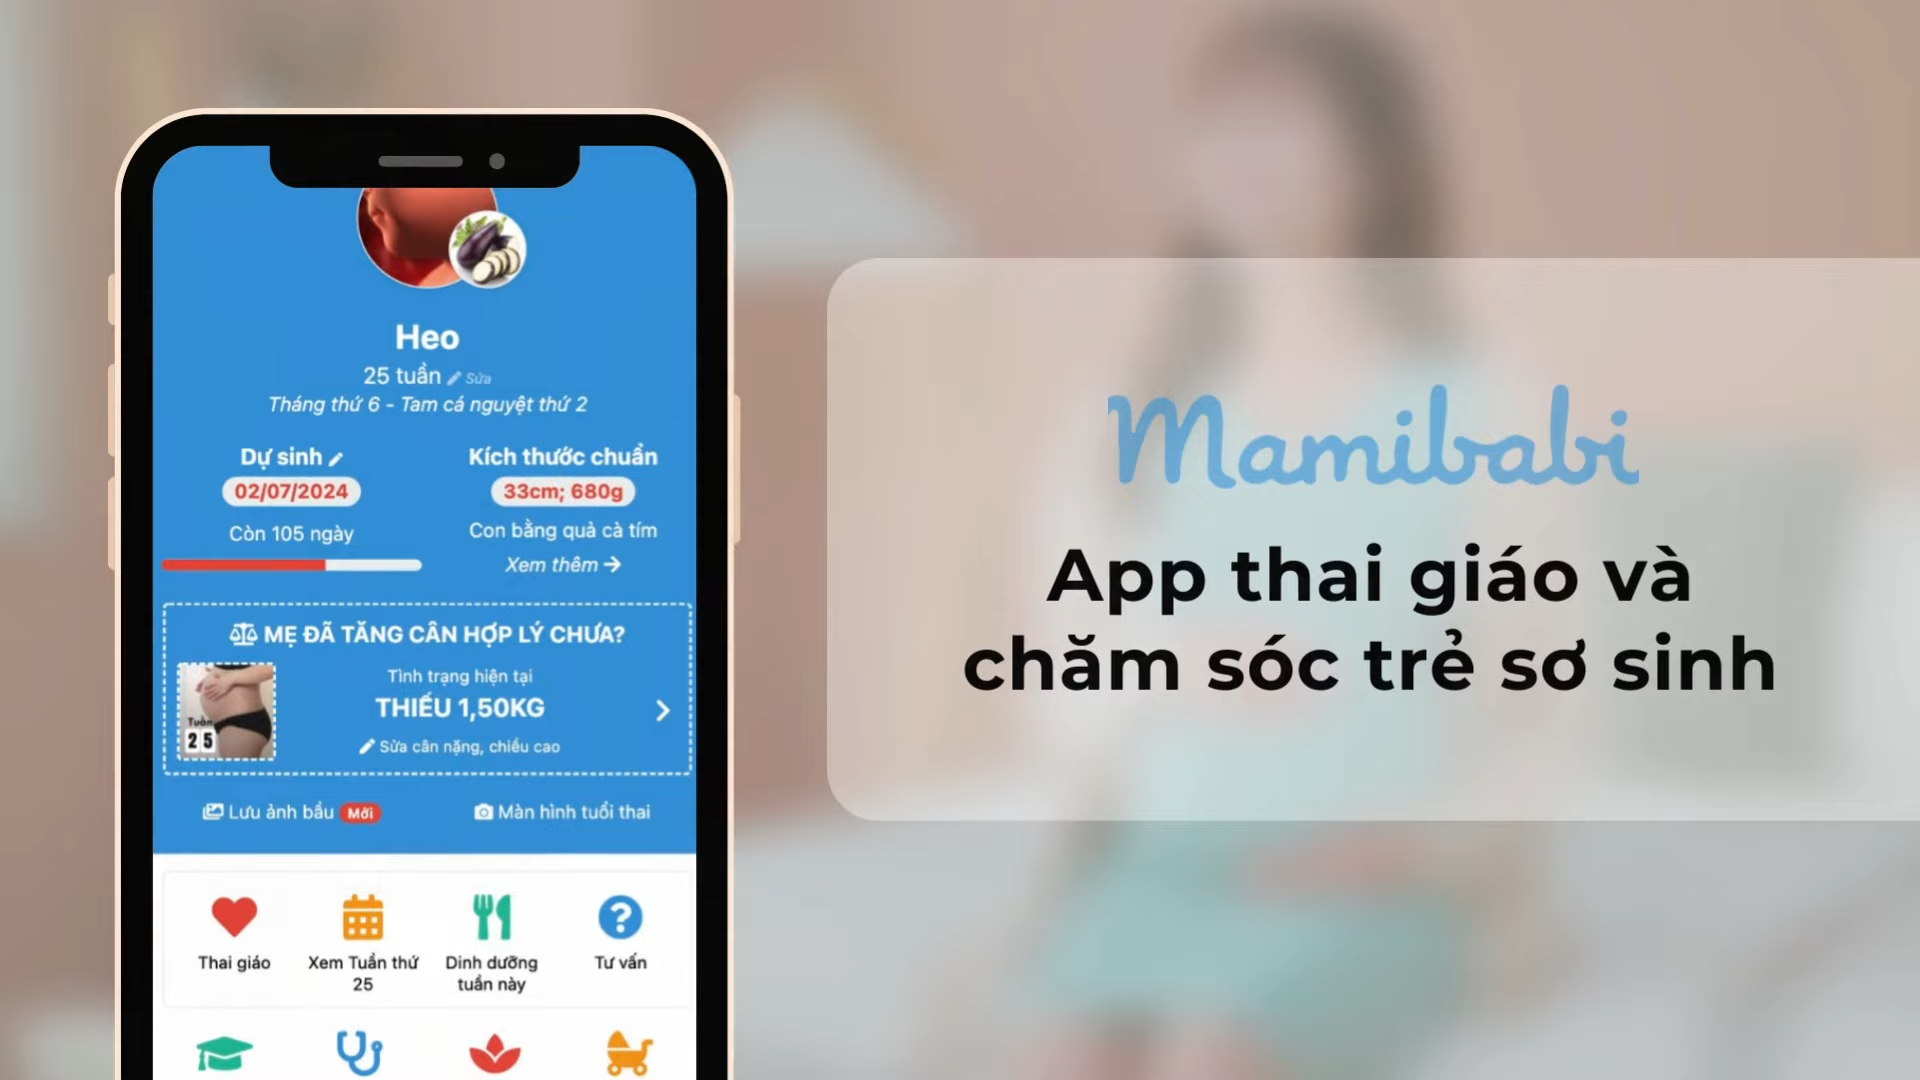 Heo
25 tuần Sửa
Tháng thứ 6 - Tam cá nguyệt thứ 2
Dự sinh
02/07/2024
Còn 105 ngày
Kích thước chuẩn
33cm; 680g
Con bằng quả cà tím
Xem thêm →
MẸ ĐÃ TĂNG CÂN HỢP LÝ CHƯA?
Tuần
25
Tình trạng hiện tại
THIẾU 1,50KG
Sửa cân nặng, chiều cao
Lưu ảnh bầu Mới
Màn hình tuổi thai
Thai giáo
Xem Tuần thứ
25
Dinh dưỡng
tuần này
Tư vấn
Mamibabi
App thai giáo và
chăm sóc trẻ sơ sinh